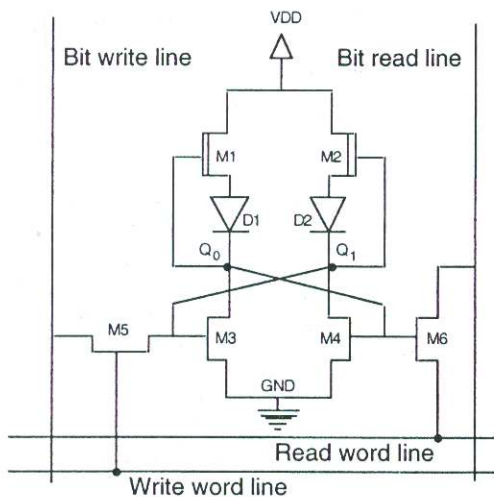 VDD
Bit write line
Bit read line
M1
M2
D1
D2
Q0
Q1
M5
M3
M4
M6
GND
Read word line
Write word line